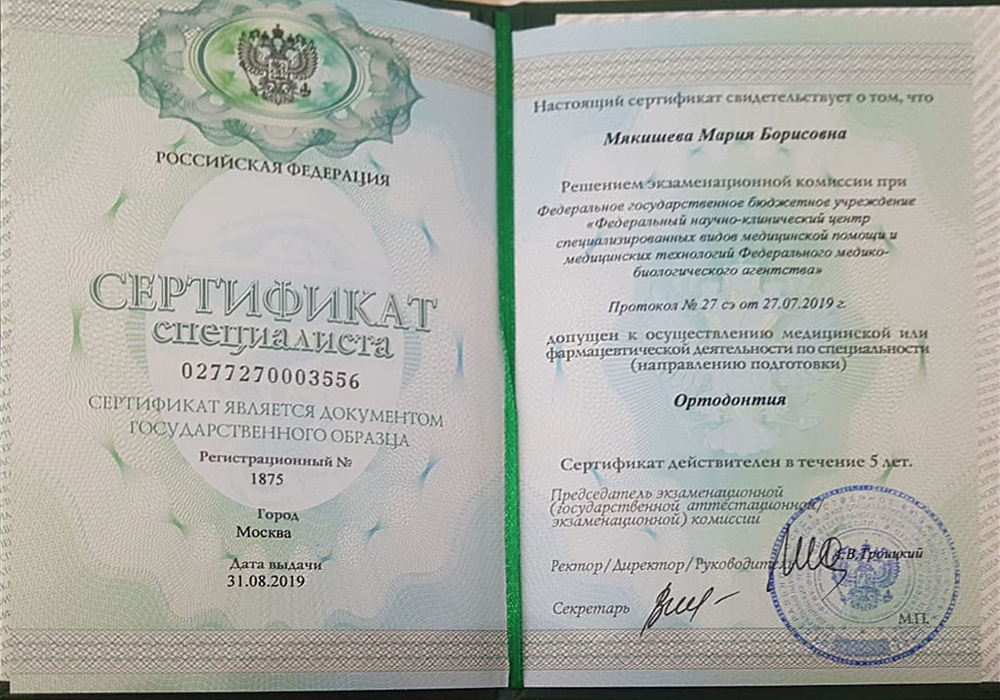 РОССИЙСКАЯ ФЕДЕРАЦИЯ
СЕРТИФИКАТ
специалиста
0277270003556
СЕРТИФИКАТ ЯВЛЯЕТСЯ ДОКУМЕНТОМ
ГОСУДАРСТВЕННОГО ОБРАЗЦА
Регистрационный №
1875
Город
Москва
Дата выдачи
31.08.2019
Настоящий сертификат свидетельствует о том, что
Мякишева Мария Борисовна
Решением экзаменационной комиссии при
Федеральное государственное бюджетное учреждение
«Федеральный научно-клинический центр
специализированных видов медицинской помощи и
медицинских технологий Федерального медико-
биологического агентства»
Протокол № 27 сэ от 27.07.2019 г.
допущен к осуществлению медицинской или
фармацевтической деятельности по специальности
(направлению подготовки)
Ортодонтия
Сертификат действителен в течение 5 лет.
Председатель экзаменационной
(государственной аттестационной/
экзаменационной) комиссии
Ректор/Директор/Руководитель
В.Троицкий
Секретарь
М.П.